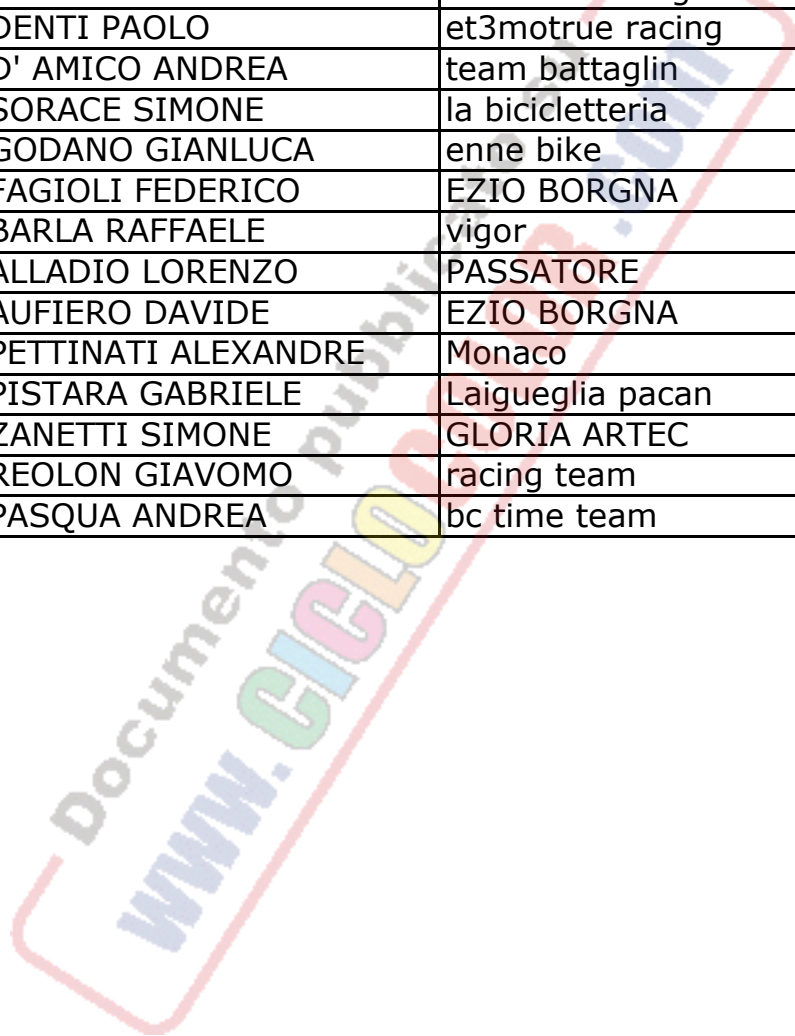 DENTI PAOLO et3motrue racing
D' AMICO ANDREA team battaglin
SORACE SIMONE la bicicletteria
GODANO GIANLUCA enne bike
FAGIOLI FEDERICO EZIO BORGNA
BARLA RAFFAELE vigor
ALLADIO LORENZO PASSATORE
AUFIERO DAVIDE EZIO BORGNA
PETTINATI ALEXANDRE Monaco
PISTARA GABRIELE Laigueglia pacan
ZANETTI SIMONE GLORIA ARTEC
REOLON GIAVOMO racing team
PASQUA ANDREA bc time team
Documento pubblicato su
www.CICLOCOLOR.com